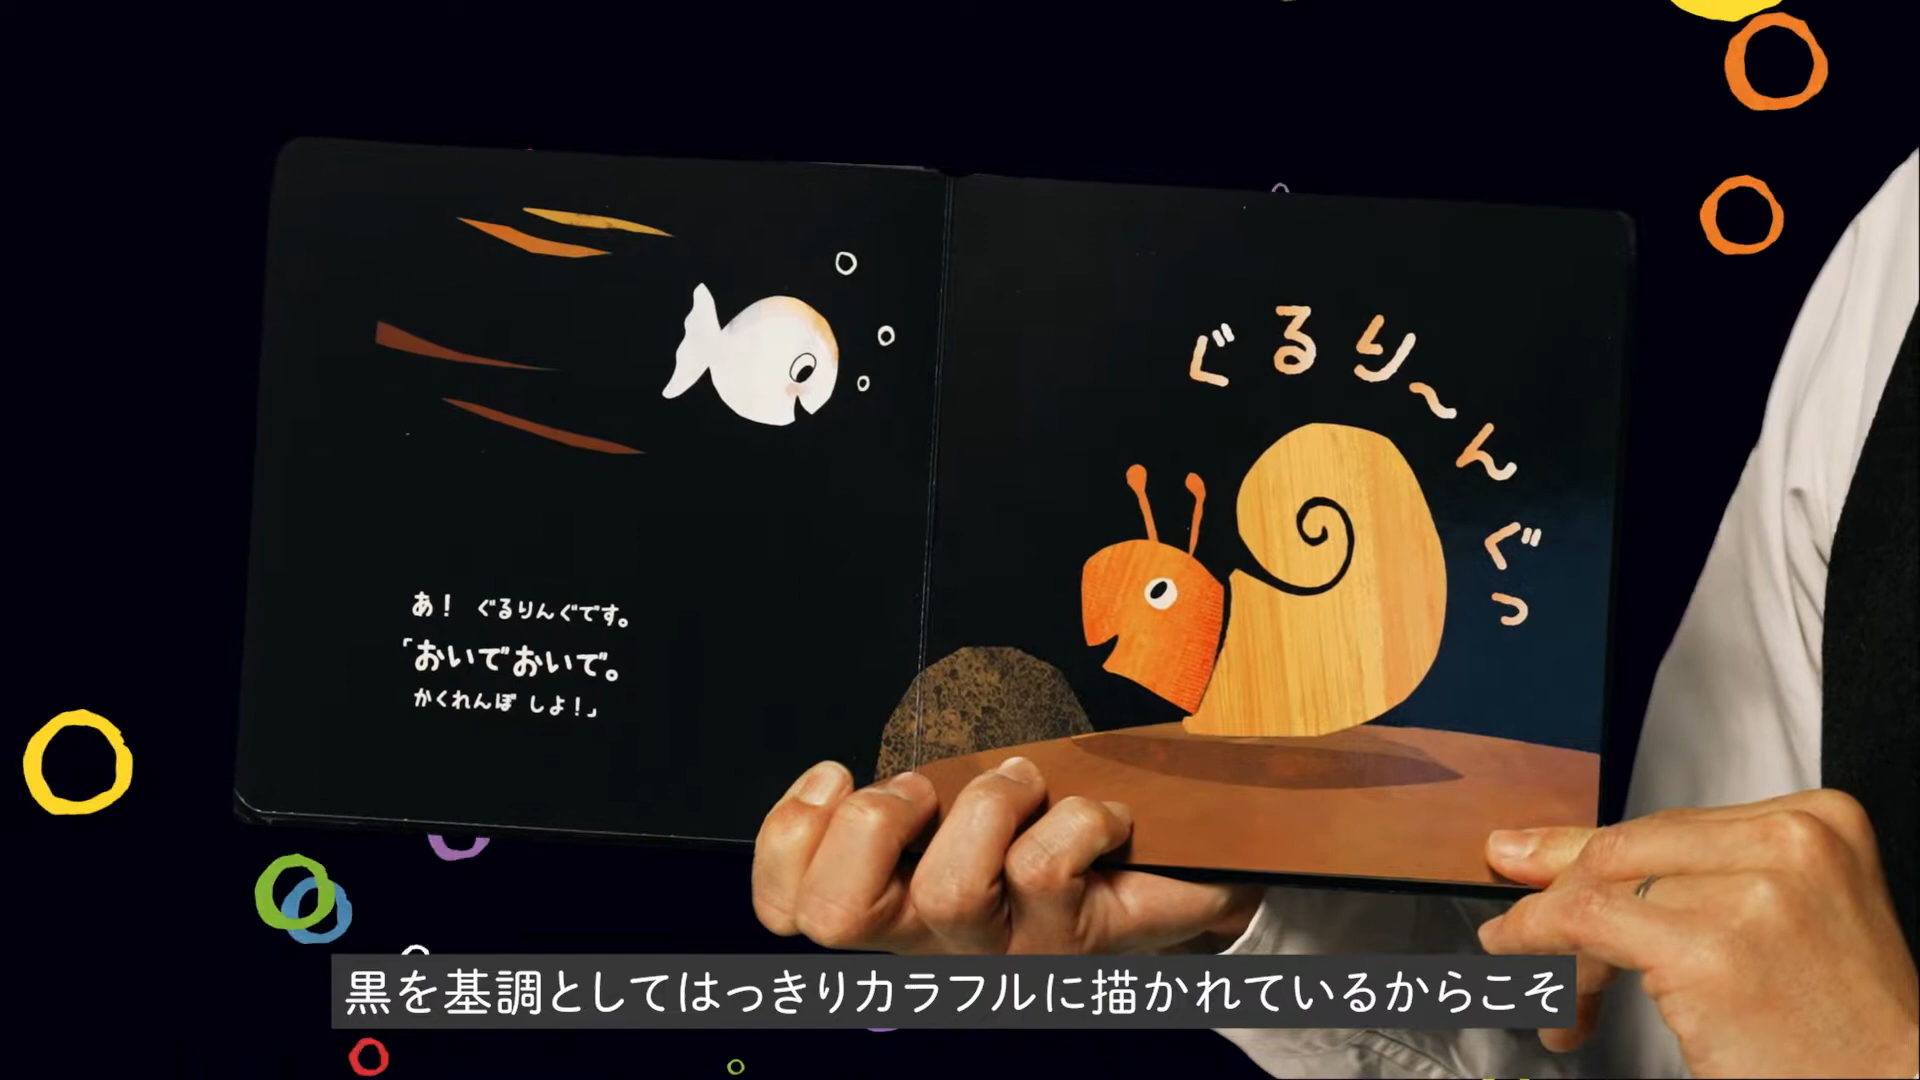 あ！ ぐるりんぐです。
「おいでおいで。
かくれんぼ しよ！」
ぐるり〜んぐっ
黒を基調としてはっきりカラフルに描かれているからこそ